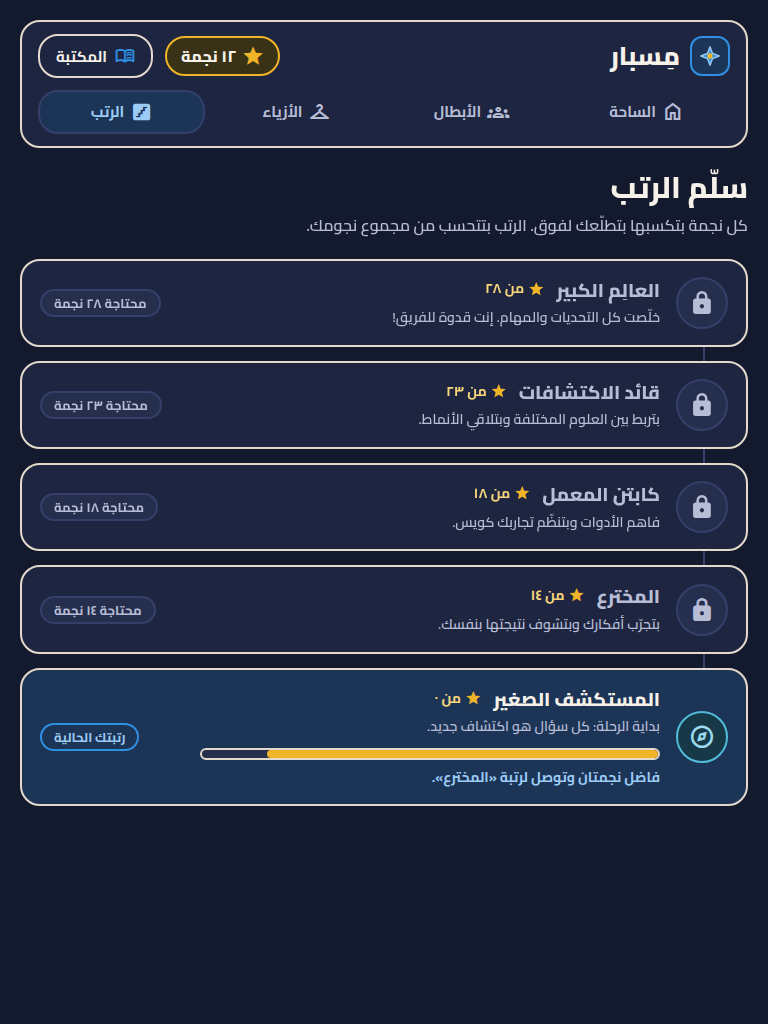 مِسبار
١٢ نجمة
المكتبة
الساحة
الأبطال
الأزياء
الرتب
سلّم الرتب
كل نجمة بتكسبها بتطلّعك لفوق. الرتب بتتحسب من مجموع نجومك.
العالِم الكبير
من ٢٨
خلّصت كل التحديات والمهام. إنت قدوة للفريق!
محتاجة ٢٨ نجمة
قائد الاكتشافات
من ٢٣
بتربط بين العلوم المختلفة وبتلاقي الأنماط.
محتاجة ٢٣ نجمة
كابتن المعمل
من ١٨
فاهم الأدوات وبتنظّم تجاربك كويس.
محتاجة ١٨ نجمة
المخترع
من ١٤
بتجرّب أفكارك وبتشوف نتيجتها بنفسك.
محتاجة ١٤ نجمة
المستكشف الصغير
من ٠
بداية الرحلة: كل سؤال هو اكتشاف جديد.
رتبتك الحالية
فاضل نجمتان وتوصل لرتبة «المخترع».